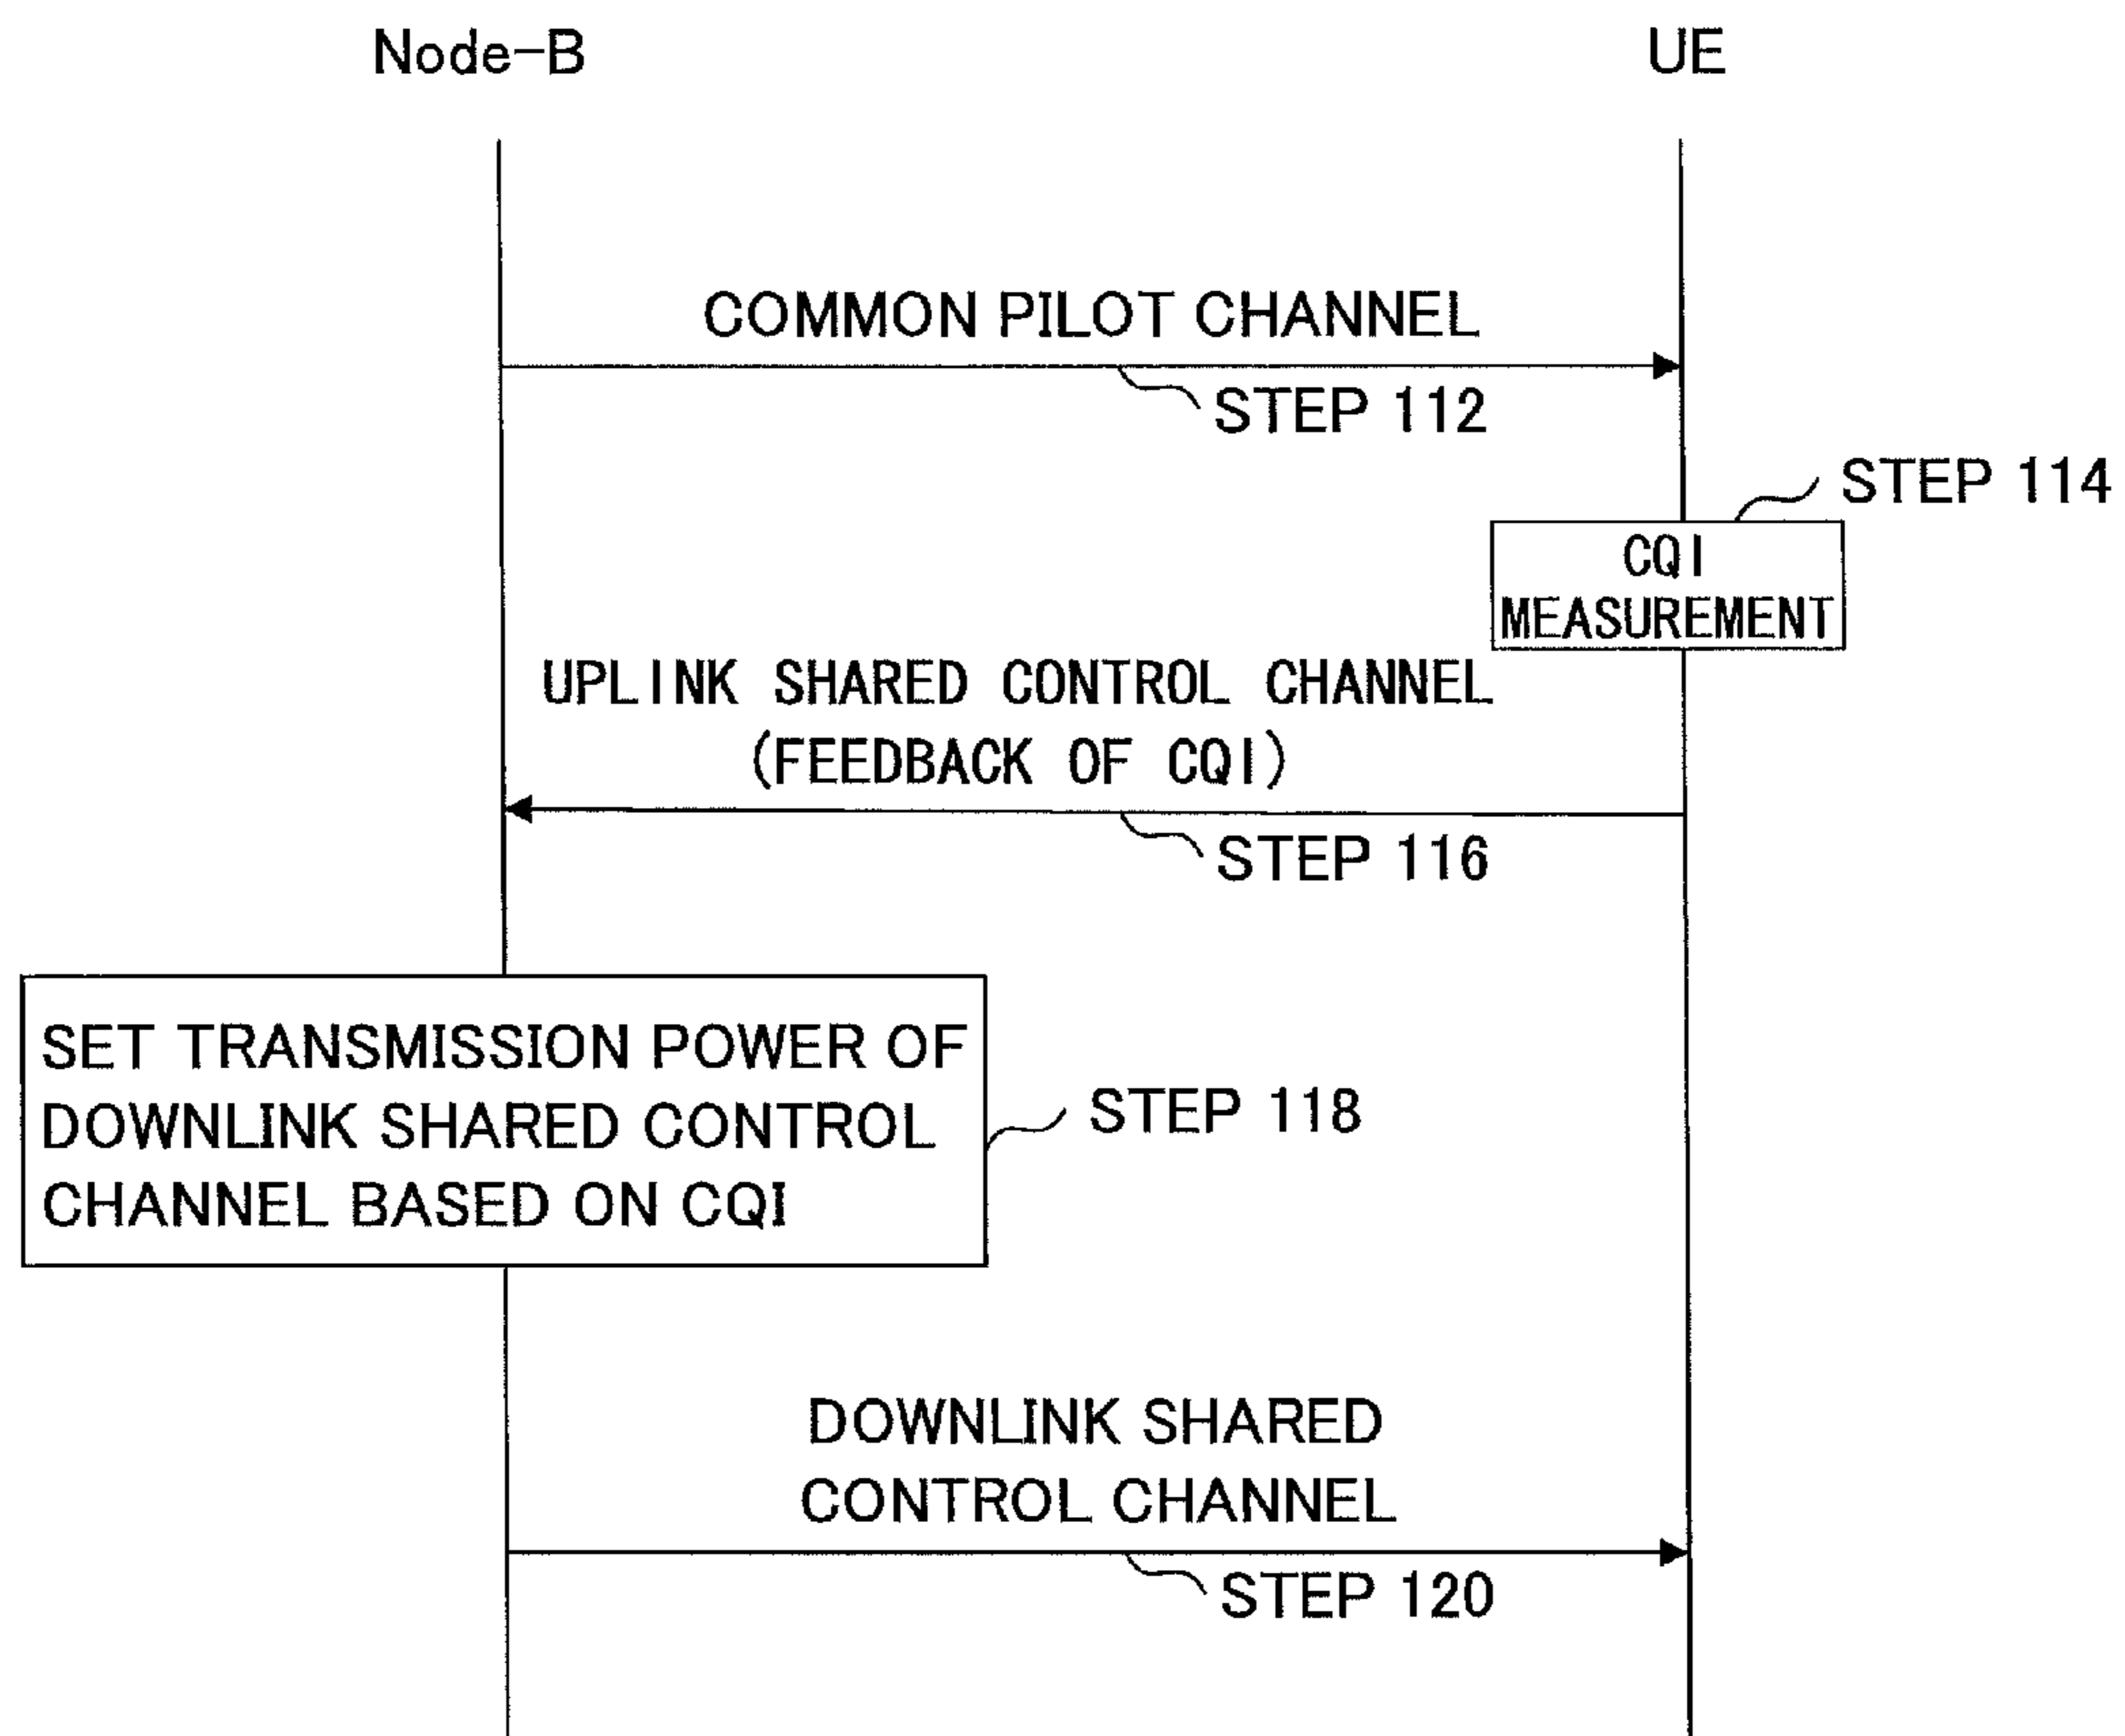 Node-B
UE
COMMON PILOT CHANNEL
STEP 112
STEP 114
CQI
MEASUREMENT
UPLINK SHARED CONTROL CHANNEL
(FEEDBACK OF CQI)
STEP 116
SET TRANSMISSION POWER OF
DOWNLINK SHARED CONTROL
CHANNEL BASED ON CQI
STEP 118
DOWNLINK SHARED
CONTROL CHANNEL
STEP 120